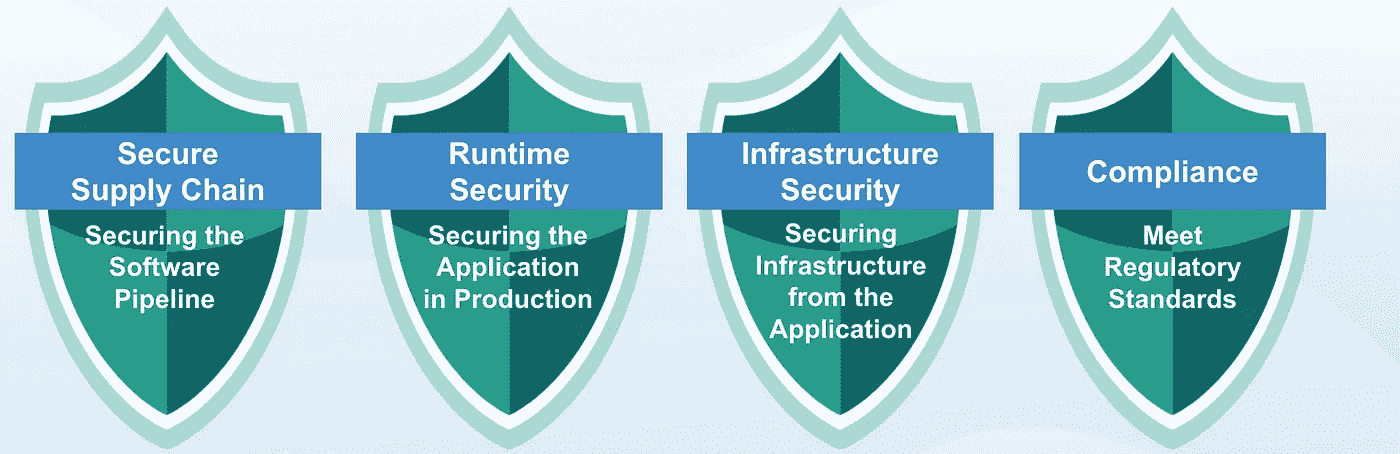 Secure
Supply Chain
Securing the
Software
Pipeline
Runtime
Security
Securing the
Application
in Production
Infrastructure
Security
Securing
Infrastructure
from the
Application
Compliance
Meet
Regulatory
Standards